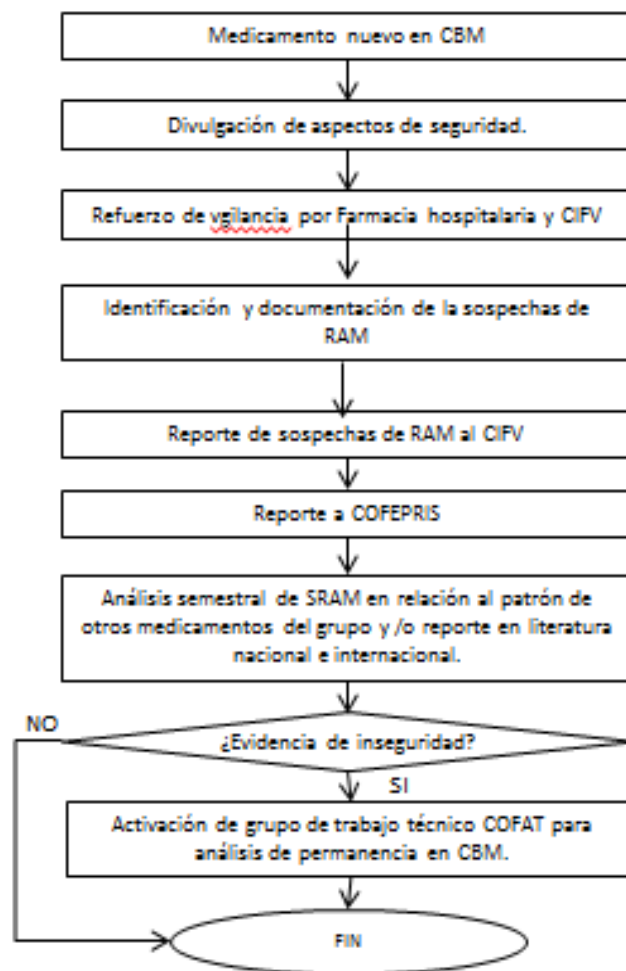 Medicamento nuevo en CBM
Divulgación de aspectos de seguridad.
Refuerzo de vgilancia por Farmacia hospitalaria y CIFV
Identificación y documentación de la sospechas de
RAM
Reporte de sospechas de RAM al CIFV
Reporte a COFEPRIS
Análisis semestral de SRAM en relación al patrón de
otros medicamentos del grupo y /o reporte en literatura
nacional e internacional.
NO
¿Evidencia de inseguridad?
SI
Activación de grupo de trabajo técnico COFAT para
análisis de permanencia en CBM.
FIN